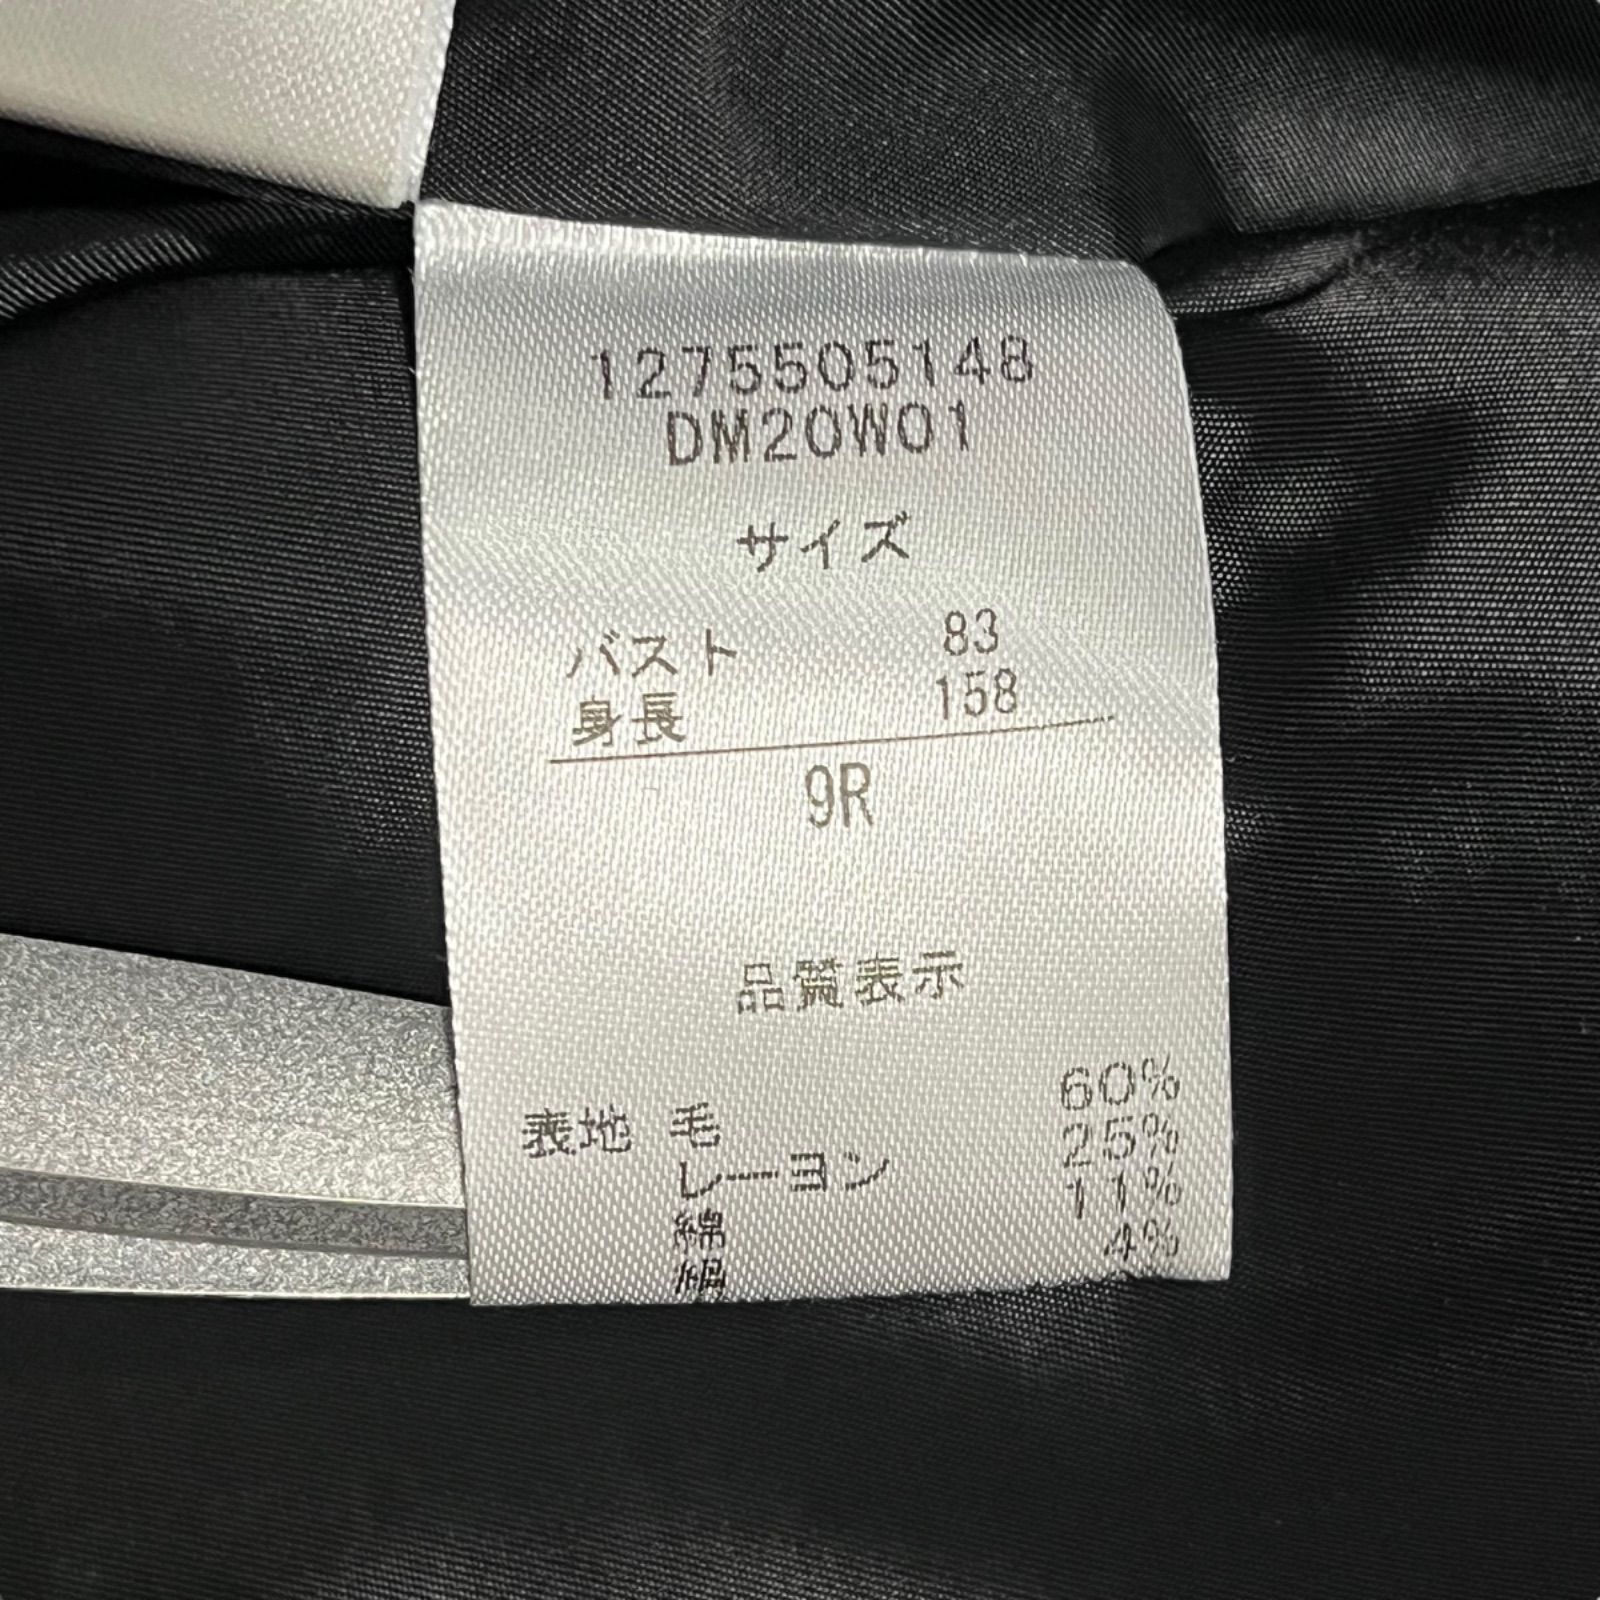 1275505148
DM20W01
サイズ
バスト 83
身長 158
9R
品質表示
表地 毛 60%
レーヨン 25%
綿 11%
絹 4%